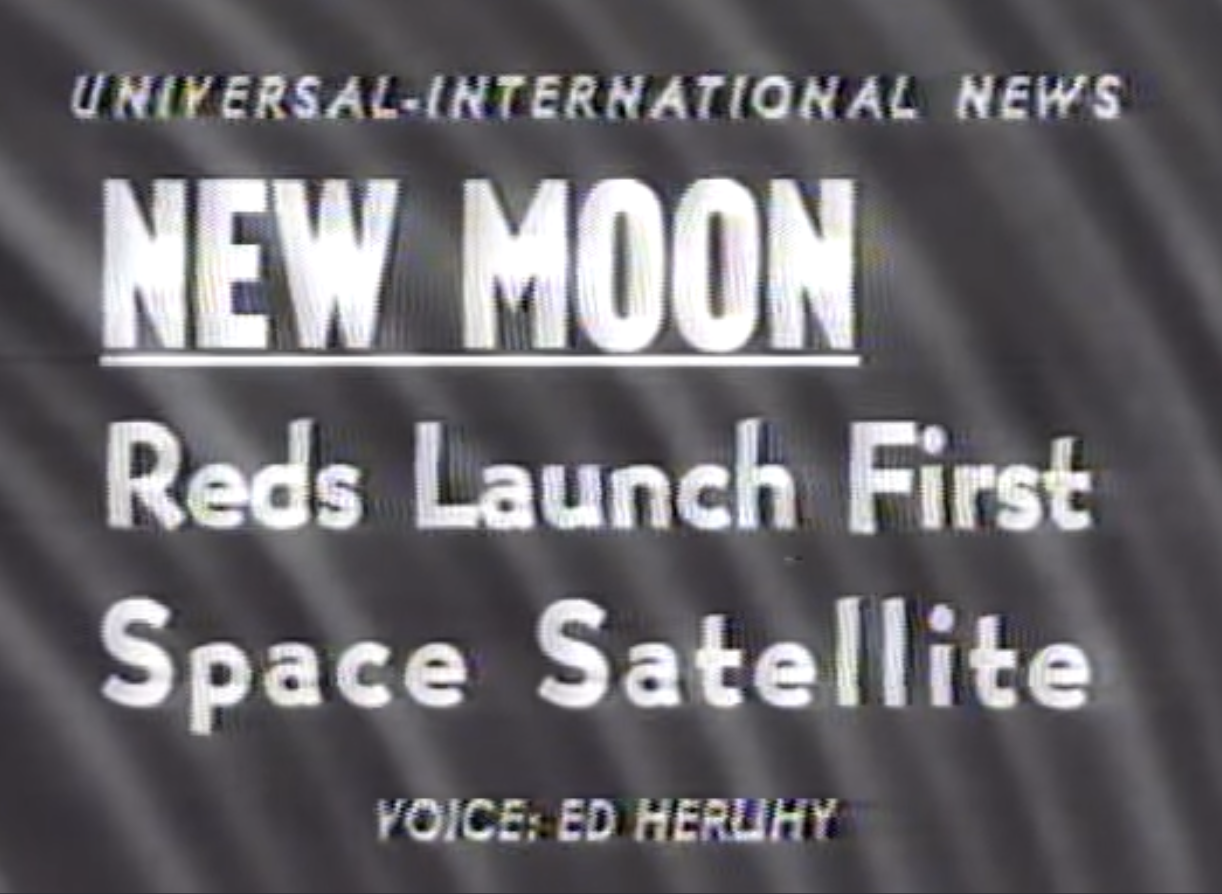 UNIVERSAL-INTERNATIONAL NEWS
NEW MOON
Reds Launch First
Space Satellite
VOICE: ED HERLIHY